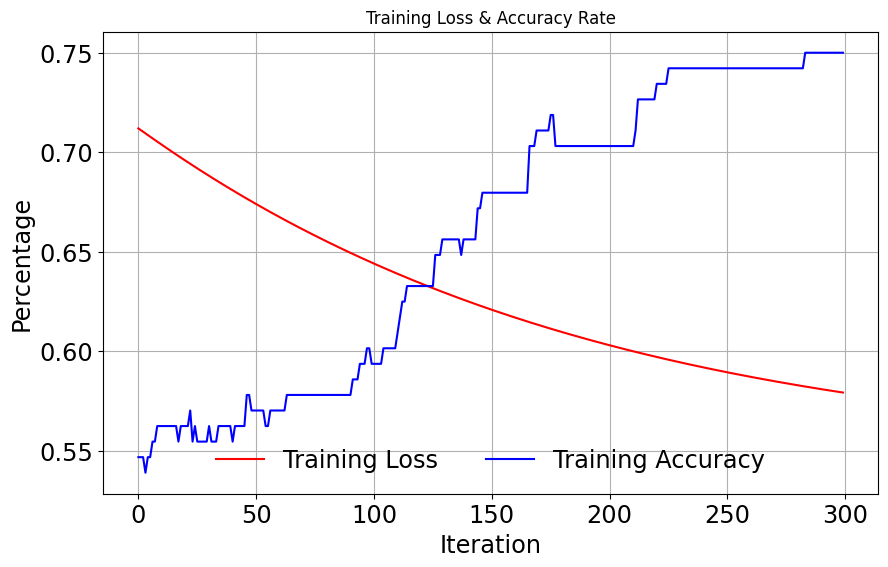 Training Loss & Accuracy Rate
0.75
0.70
0.65
0.60
0.55
Percentage
Training Loss Training Accuracy
0 50 100 150 200 250 300
Iteration